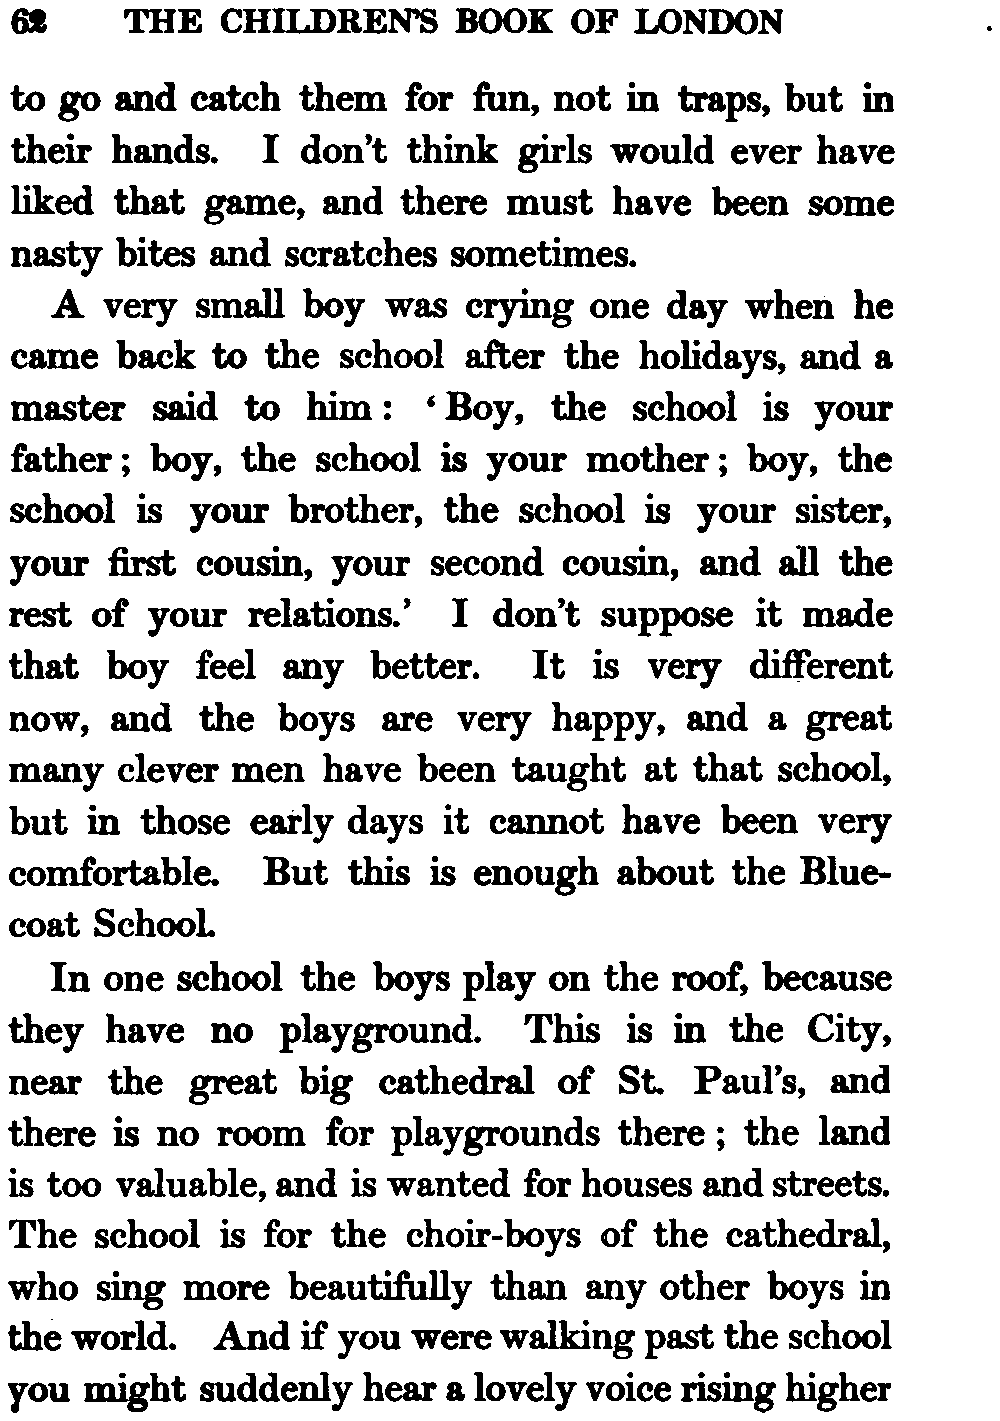 62 THE CHILDREN'S BOOK OF LONDON
to go and catch them for fun, not in traps, but in
their hands. I don't think girls would ever have
liked that game, and there must have been some
nasty bites and scratches sometimes.
A very small boy was crying one day when he
came back to the school after the holidays, and a
master said to him : ‘ Boy, the school is your
father ; boy, the school is your mother ; boy, the
school is your brother, the school is your sister,
your first cousin, your second cousin, and all the
rest of your relations.’ I don't suppose it made
that boy feel any better. It is very different
now, and the boys are very happy, and a great
many clever men have been taught at that school,
but in those early days it cannot have been very
comfortable. But this is enough about the Blue-
coat School.
In one school the boys play on the roof, because
they have no playground. This is in the City,
near the great big cathedral of St. Paul's, and
there is no room for playgrounds there ; the land
is too valuable, and is wanted for houses and streets.
The school is for the choir-boys of the cathedral,
who sing more beautifully than any other boys in
the world. And if you were walking past the school
you might suddenly hear a lovely voice rising higher